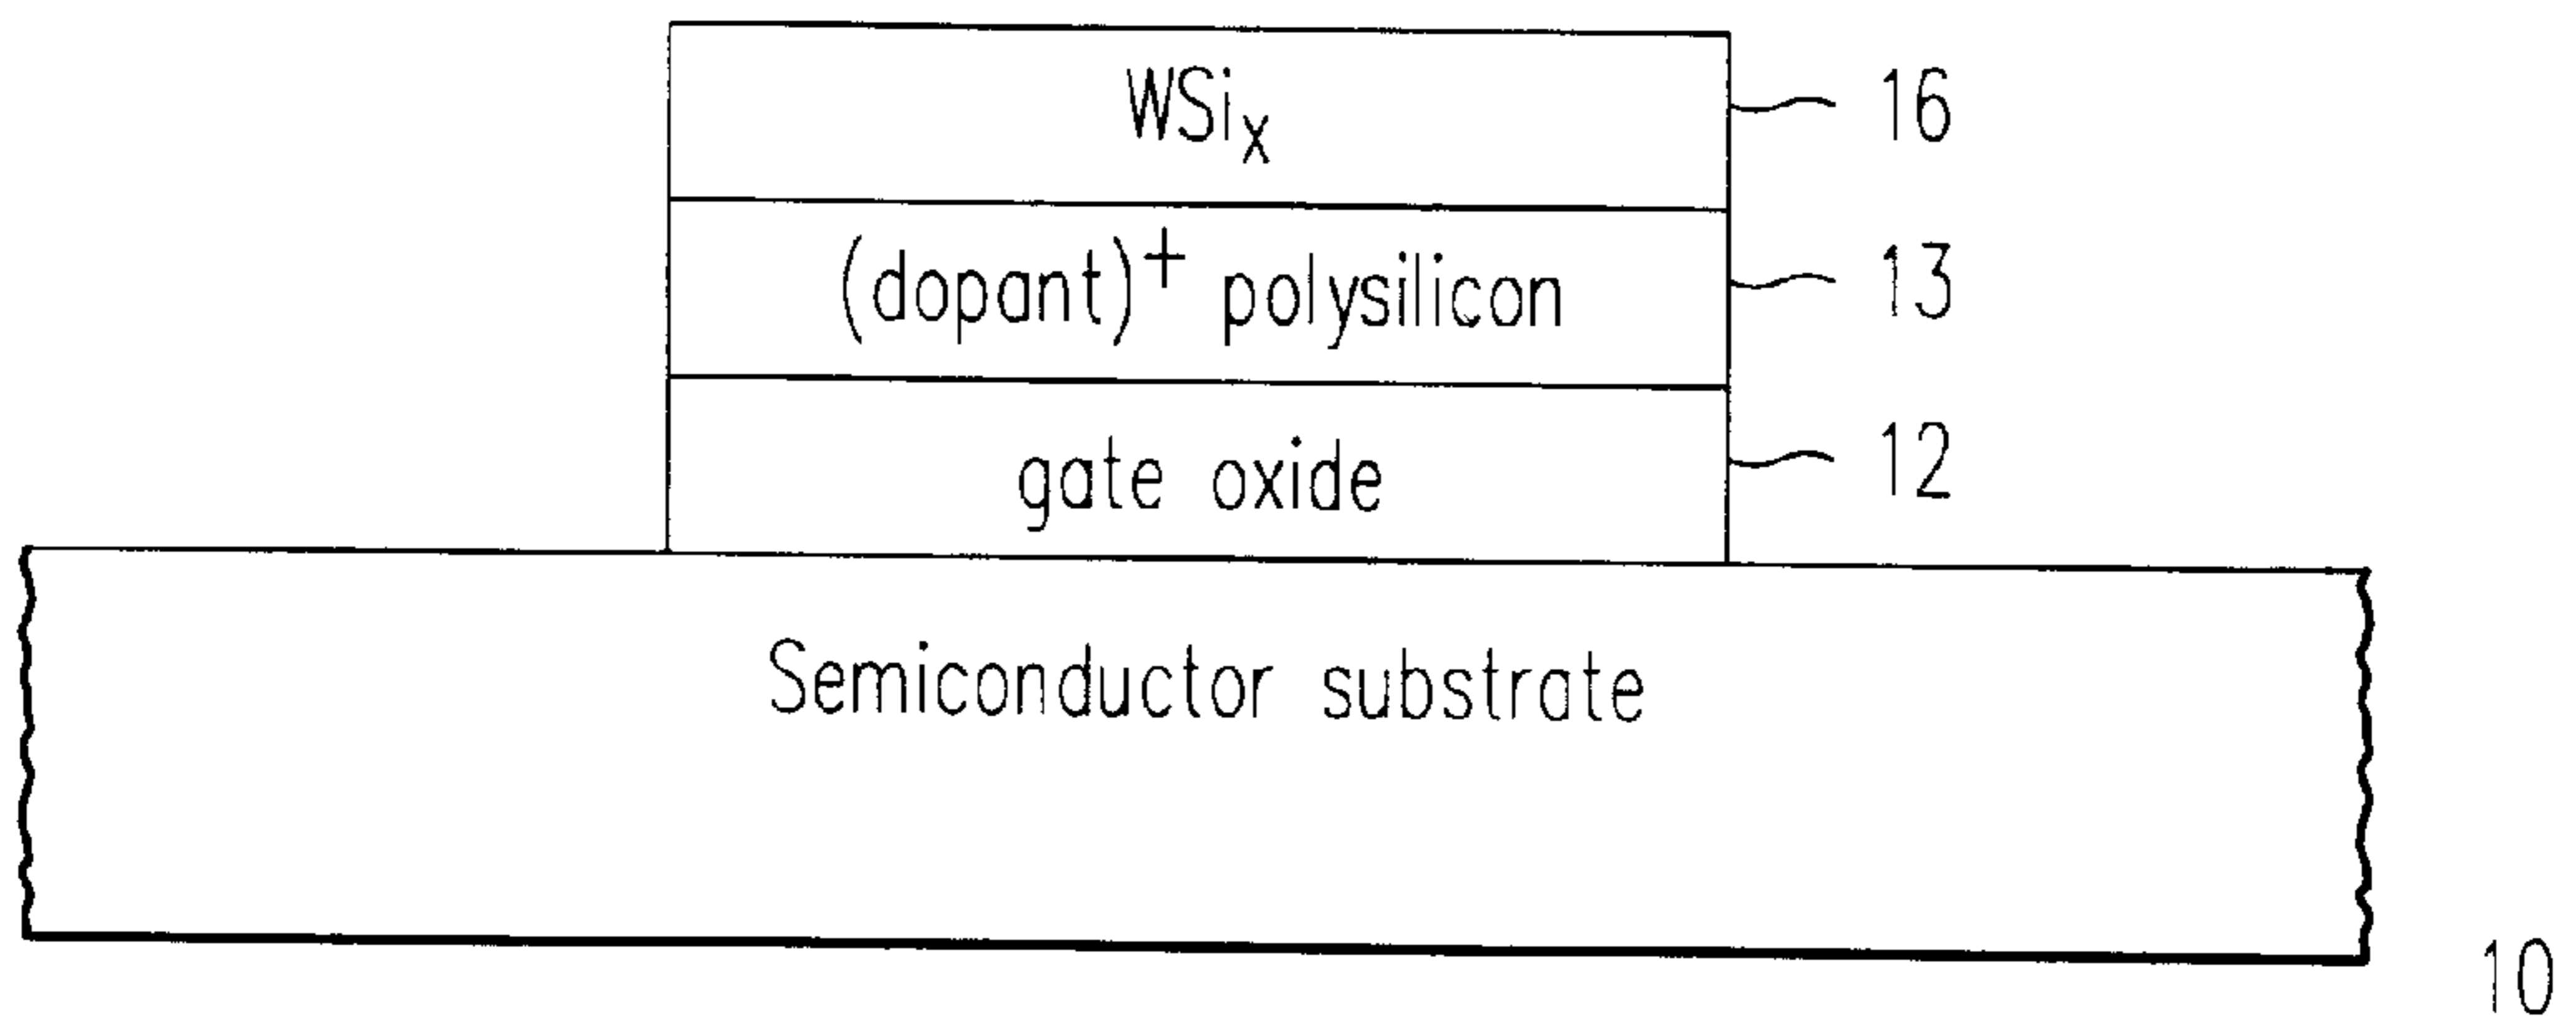 WSiₓ 16
(dopant)⁺ polysilicon 13
gate oxide 12
Semiconductor substrate
10